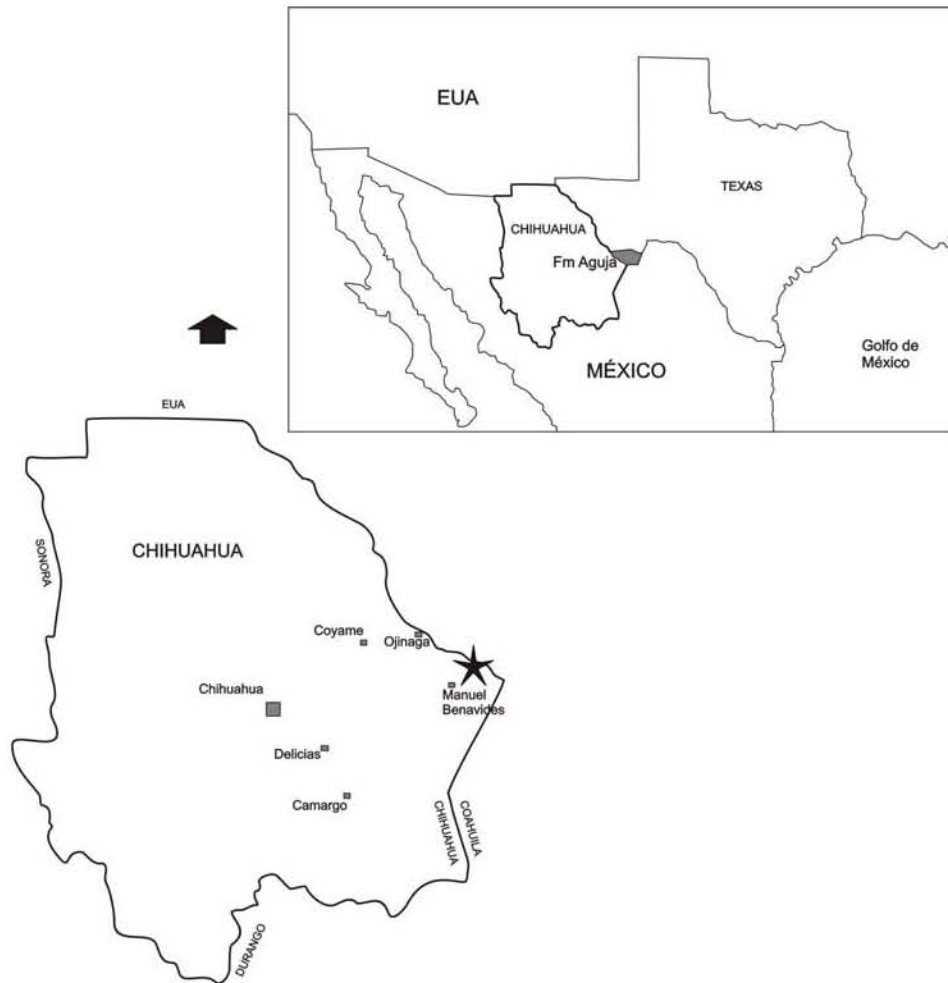 EUA
TEXAS
CHIHUAHUA
Fm Aguja
Golfo de
México
MÉXICO
EUA
SONORA
CHIHUAHUA
Coyame
Ojinaga
Chihuahua
Manuel
Benavides
Delicias
Camargo
CHIHUAHUA
COAHUILA
DURANGO